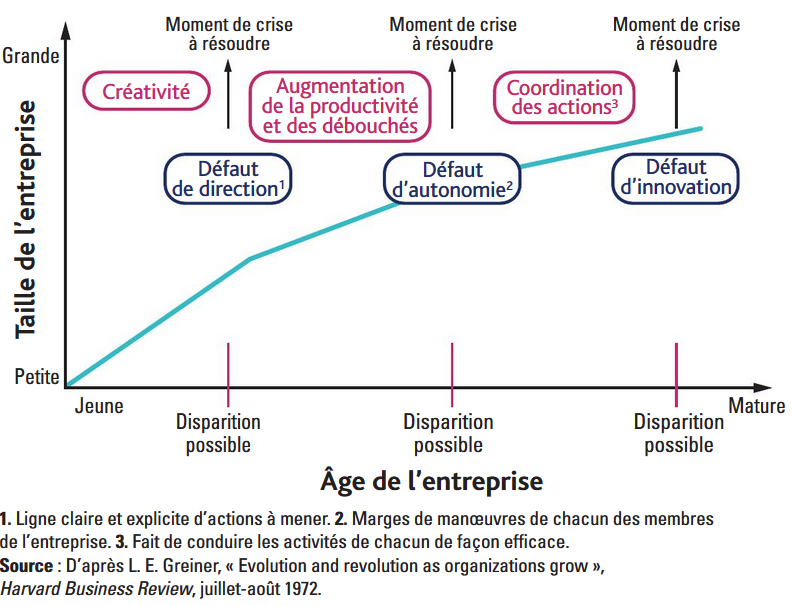 Moment de crise
à résoudre
Moment de crise
à résoudre
Moment de crise
à résoudre
Grande
Créativité
Augmentation
de la productivité
et des débouchés
Coordination
des actions³
Défaut
de direction¹
Défaut
d'autonomie²
Défaut
d'innovation
Taille de l'entreprise
Petite
Jeune
Mature
Disparition
possible
Disparition
possible
Disparition
possible
Âge de l'entreprise
1. Ligne claire et explicite d'actions à mener. 2. Marges de manœuvres de chacun des membres
de l'entreprise. 3. Fait de conduire les activités de chacun de façon efficace.
Source : D'après L. E. Greiner, « Evolution and revolution as organizations grow »,
Harvard Business Review, juillet-août 1972.